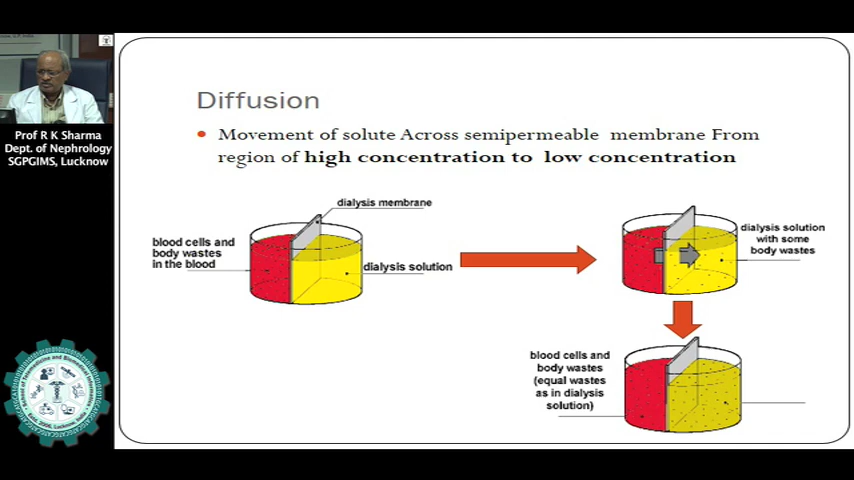 Prof R K Sharma
Dept. of Nephrology
SGPGIMS, Lucknow
Diffusion
Movement of solute Across semipermeable membrane From
region of high concentration to low concentration
dialysis membrane
blood cells and
body wastes
in the blood
dialysis solution
dialysis solution
with some
body wastes
blood cells and
body wastes
(equal wastes
as in dialysis
solution)